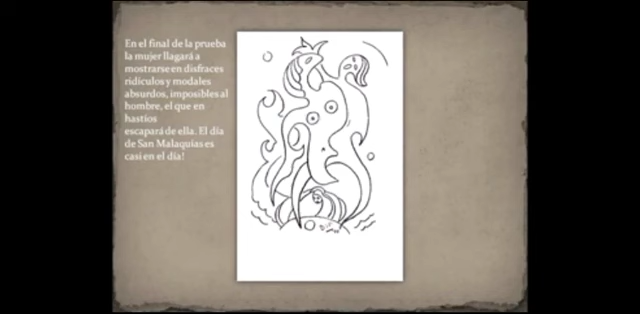 En el final de la prueba
la mujer llagará a
mostrarse en disfraces
ridículos y modales
absurdos, imposibles al
hombre, el que en
hastíos
escapará de ella. El día
de San Malaquías es
casi en el día!